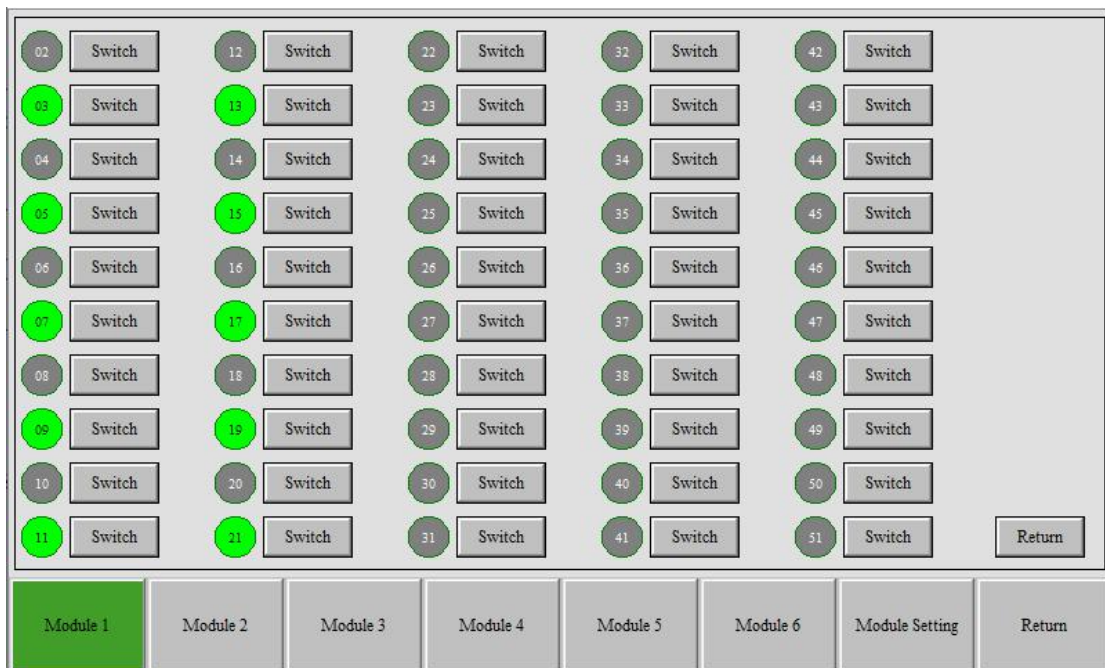 02 Switch 12 Switch 22 Switch 32 Switch 42 Switch
03 Switch 13 Switch 23 Switch 33 Switch 43 Switch
04 Switch 14 Switch 24 Switch 34 Switch 44 Switch
05 Switch 15 Switch 25 Switch 35 Switch 45 Switch
06 Switch 16 Switch 26 Switch 36 Switch 46 Switch
07 Switch 17 Switch 27 Switch 37 Switch 47 Switch
08 Switch 18 Switch 28 Switch 38 Switch 48 Switch
09 Switch 19 Switch 29 Switch 39 Switch 49 Switch
10 Switch 20 Switch 30 Switch 40 Switch 50 Switch
11 Switch 21 Switch 31 Switch 41 Switch 51 Switch Return
Module 1 Module 2 Module 3 Module 4 Module 5 Module 6 Module Setting Return